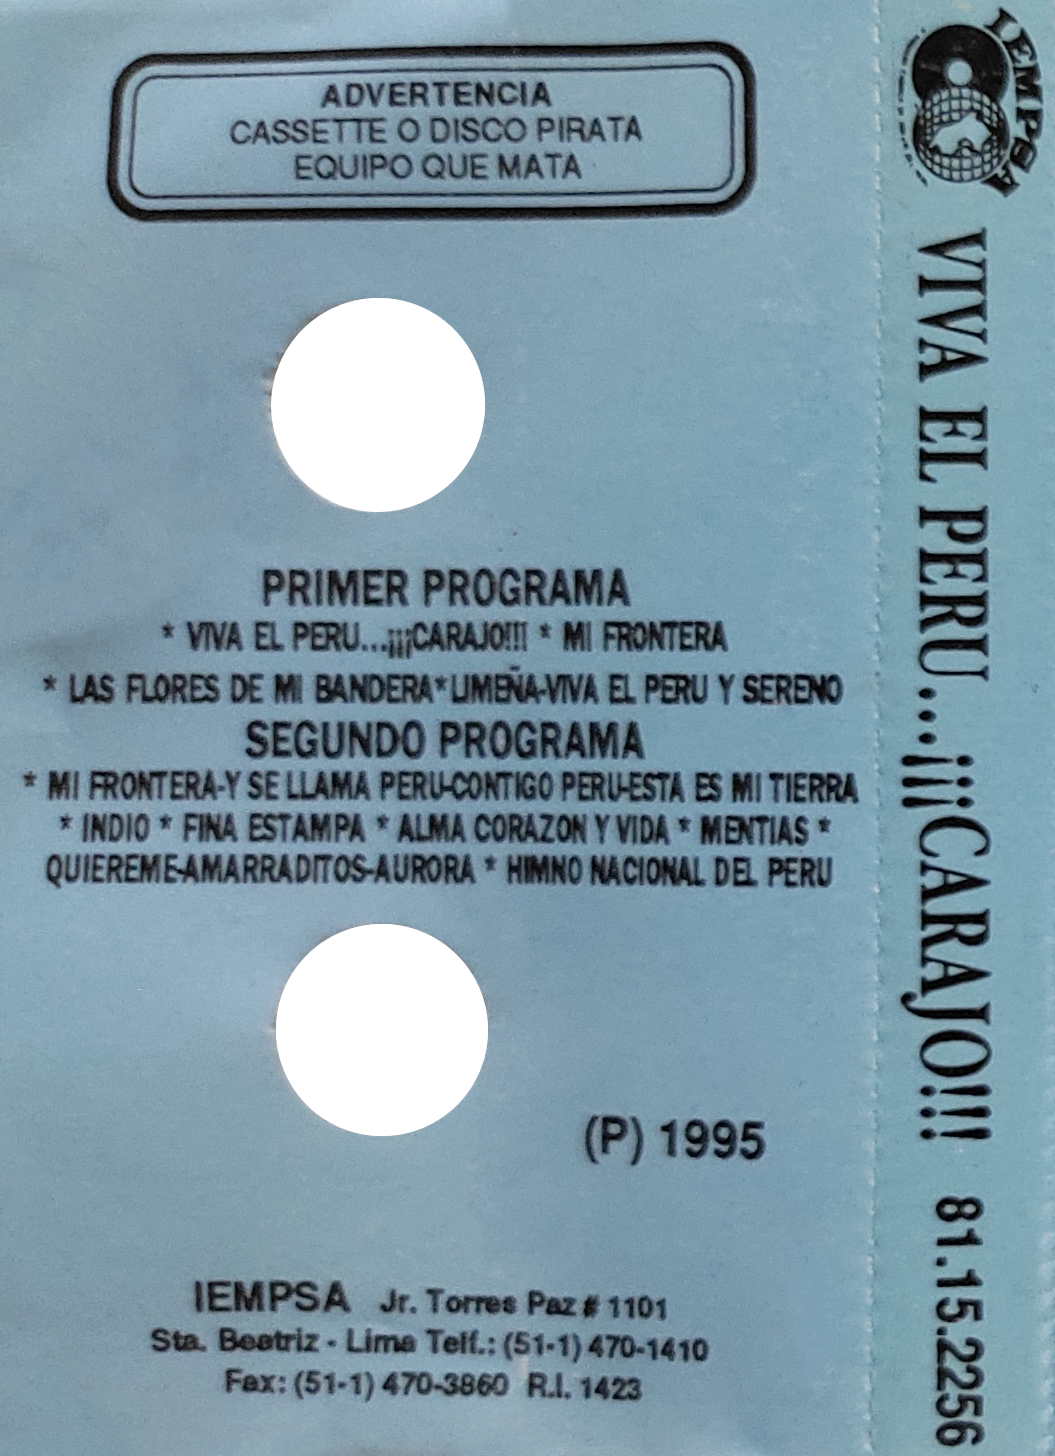 ADVERTENCIA
CASSETTE O DISCO PIRATA
EQUIPO QUE MATA
PRIMER PROGRAMA
* VIVA EL PERU...¡¡¡CARAJO!!! * MI FRONTERA
* LAS FLORES DE MI BANDERA*LIMEÑA-VIVA EL PERU Y SERENO
SEGUNDO PROGRAMA
* MI FRONTERA-Y SE LLAMA PERU-CONTIGO PERU-ESTA ES MI TIERRA
* INDIO * FINA ESTAMPA * ALMA CORAZON Y VIDA * MENTIAS *
QUIEREME-AMARRADITOS-AURORA * HIMNO NACIONAL DEL PERU
(P) 1995
IEMPSA Jr. Torres Paz # 1101
Sta. Beatriz - Lima Telf.: (51-1) 470-1410
Fax: (51-1) 470-3860 R.I. 1423
IEMPSA
VIVA EL PERU...¡¡¡CARAJO!!! 81.15.2256